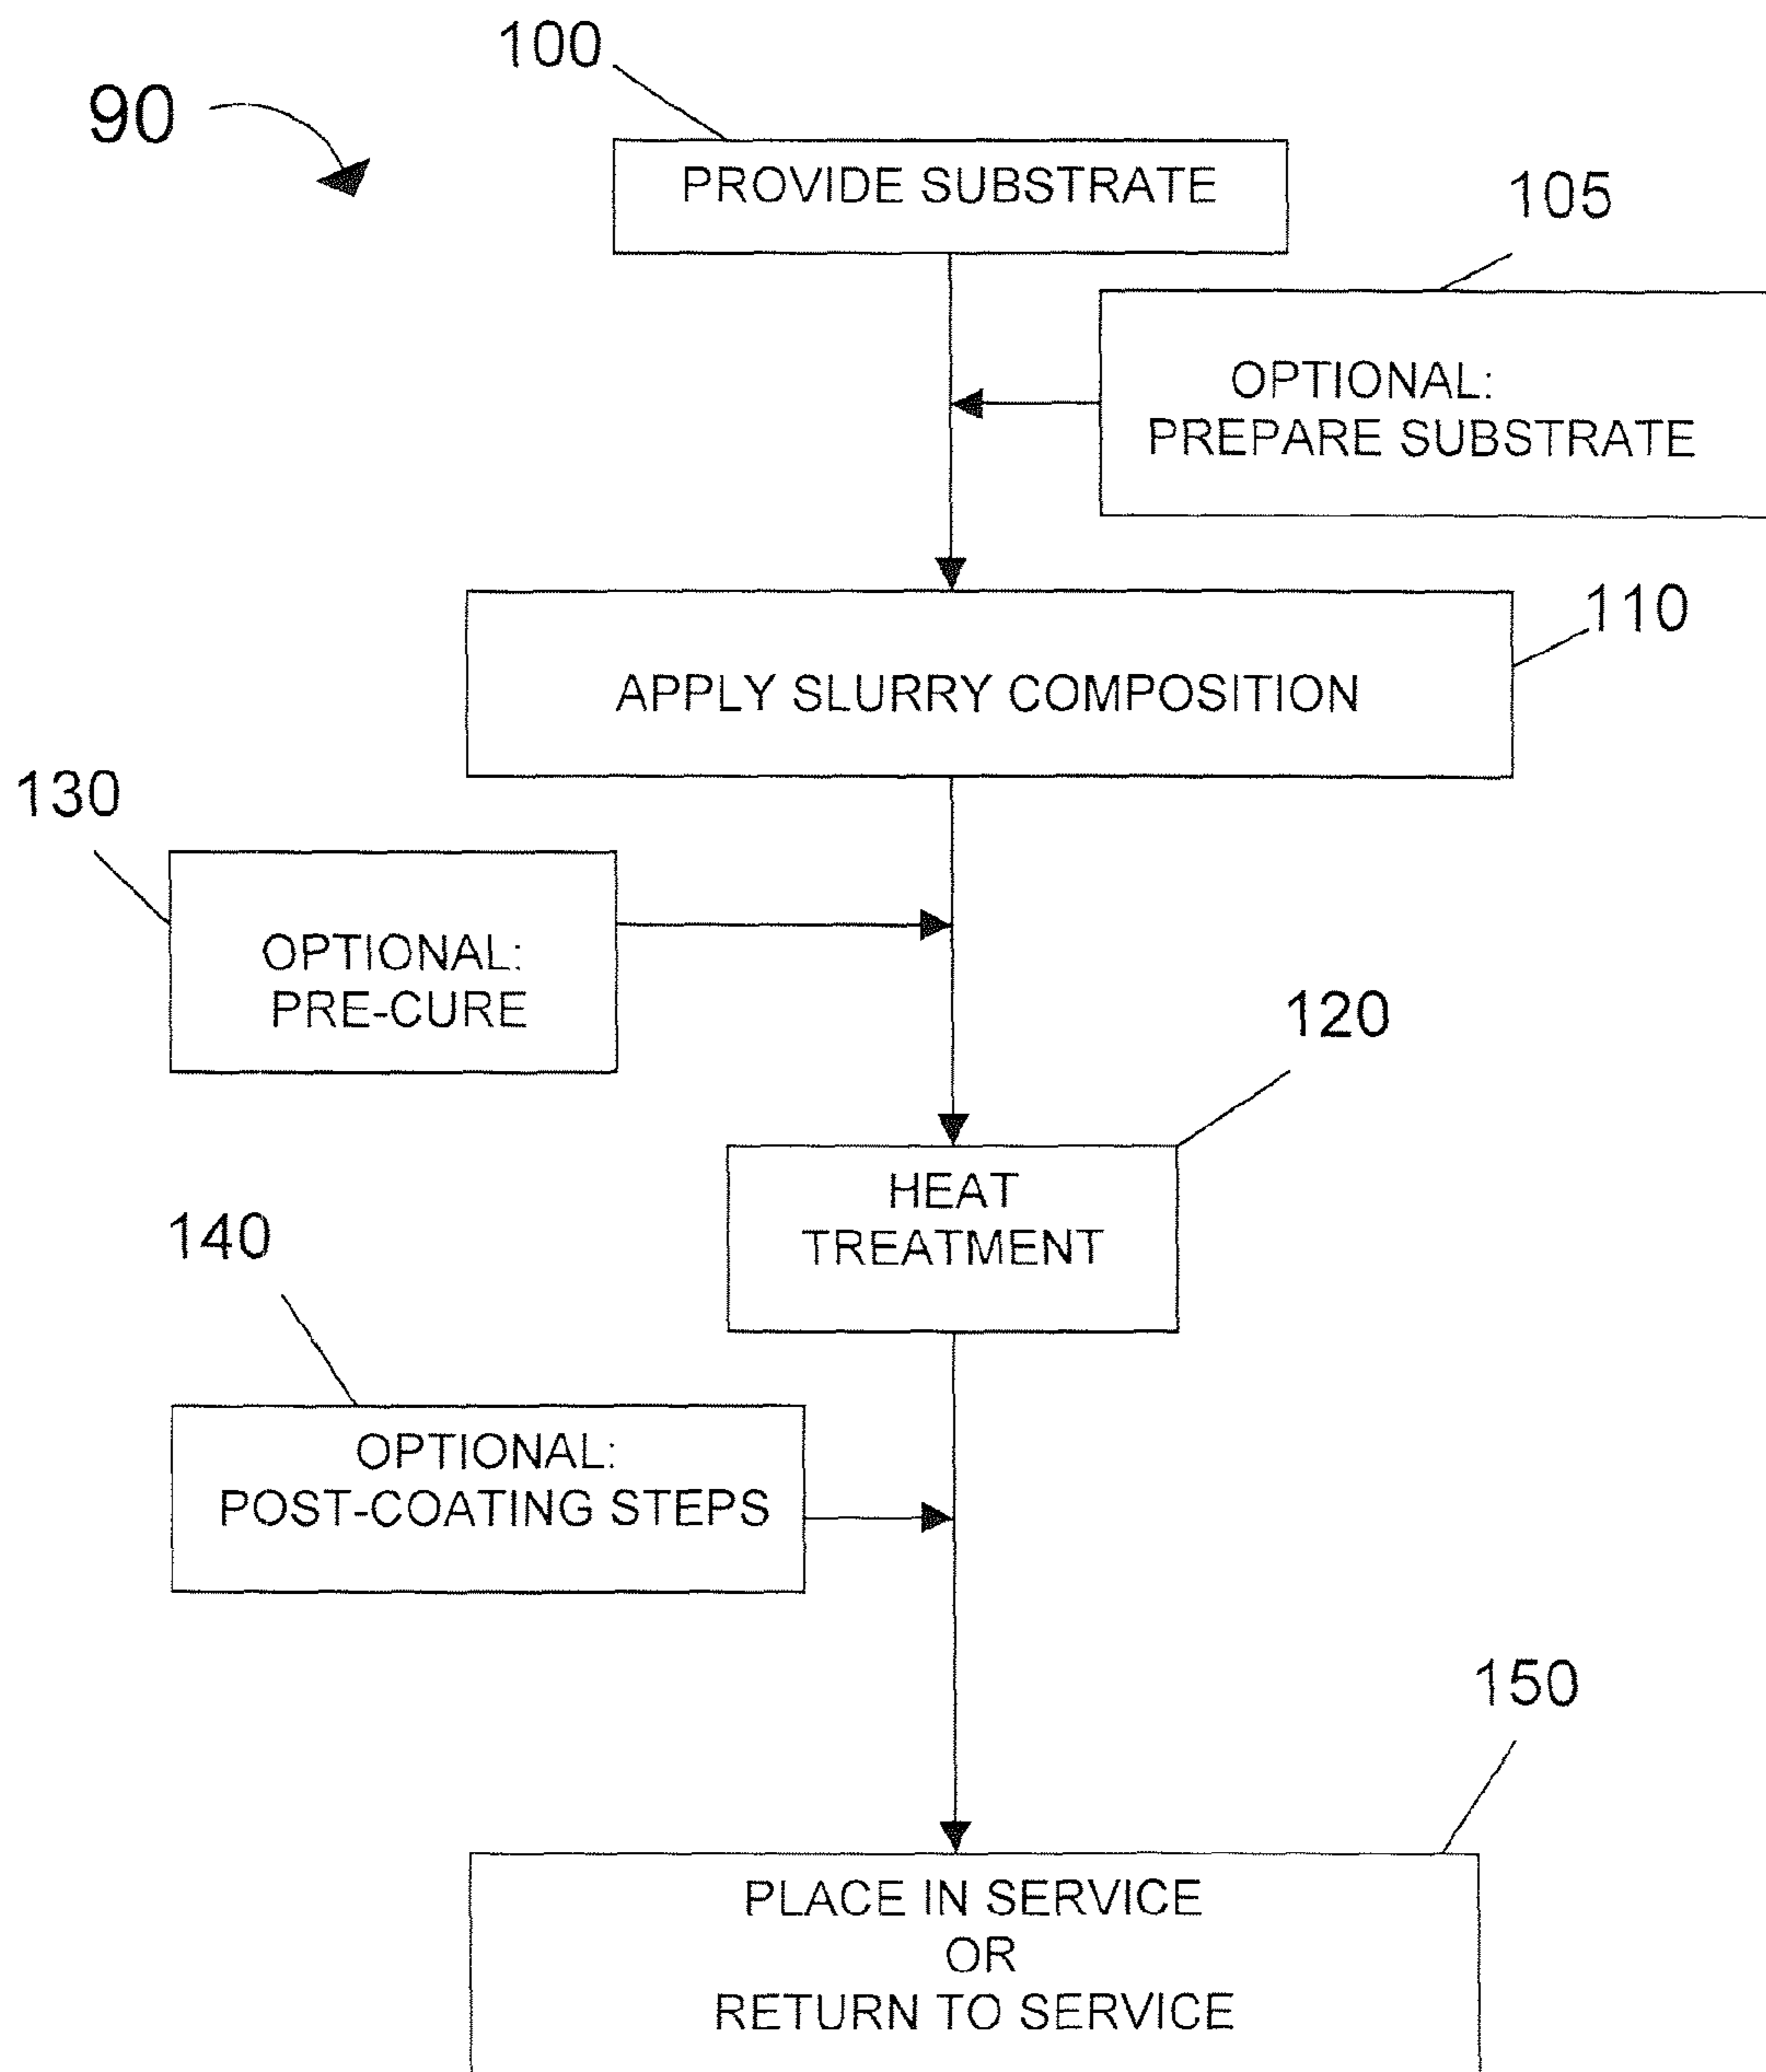 100
90
PROVIDE SUBSTRATE
105
OPTIONAL:
PREPARE SUBSTRATE
110
APPLY SLURRY COMPOSITION
130
OPTIONAL:
PRE-CURE
120
HEAT
TREATMENT
140
OPTIONAL:
POST-COATING STEPS
150
PLACE IN SERVICE
OR
RETURN TO SERVICE